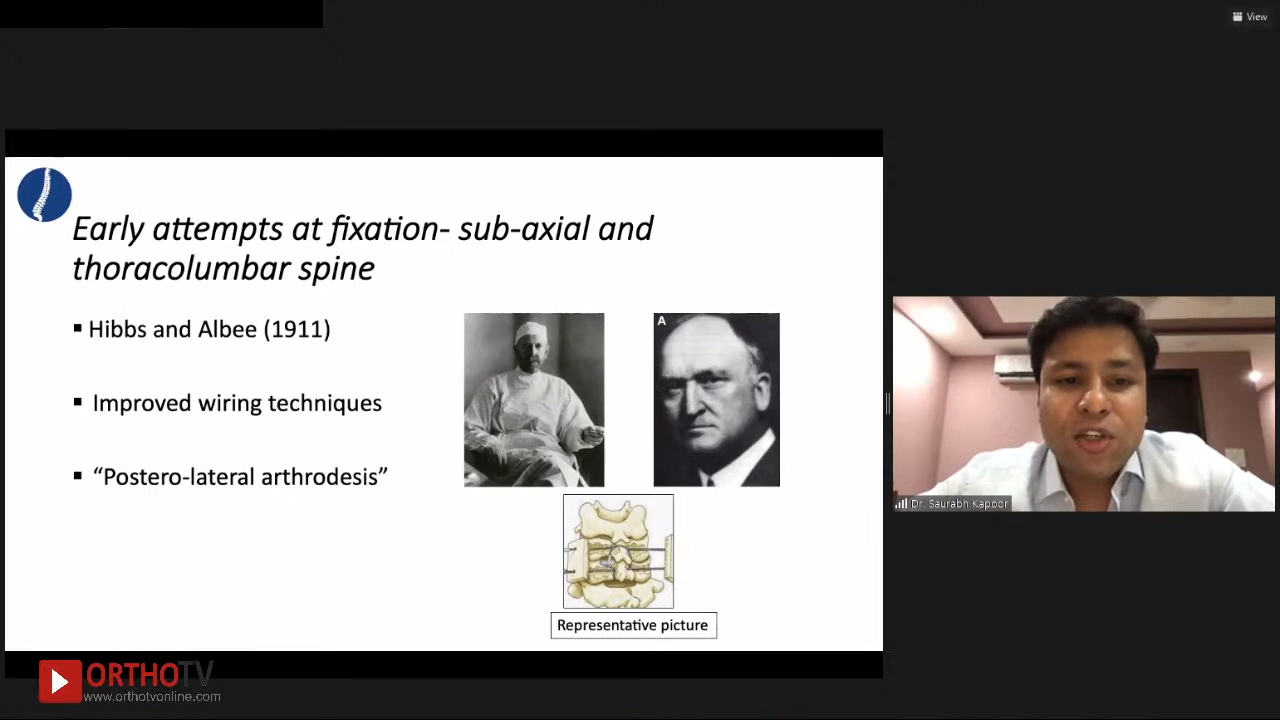 View
Early attempts at fixation- sub-axial and
thoracolumbar spine
▪ Hibbs and Albee (1911)
▪ Improved wiring techniques
▪ “Postero-lateral arthrodesis”
A
Representative picture
Dr. Saurabh Kapoor
ORTHOTV
www.orthotvonline.com